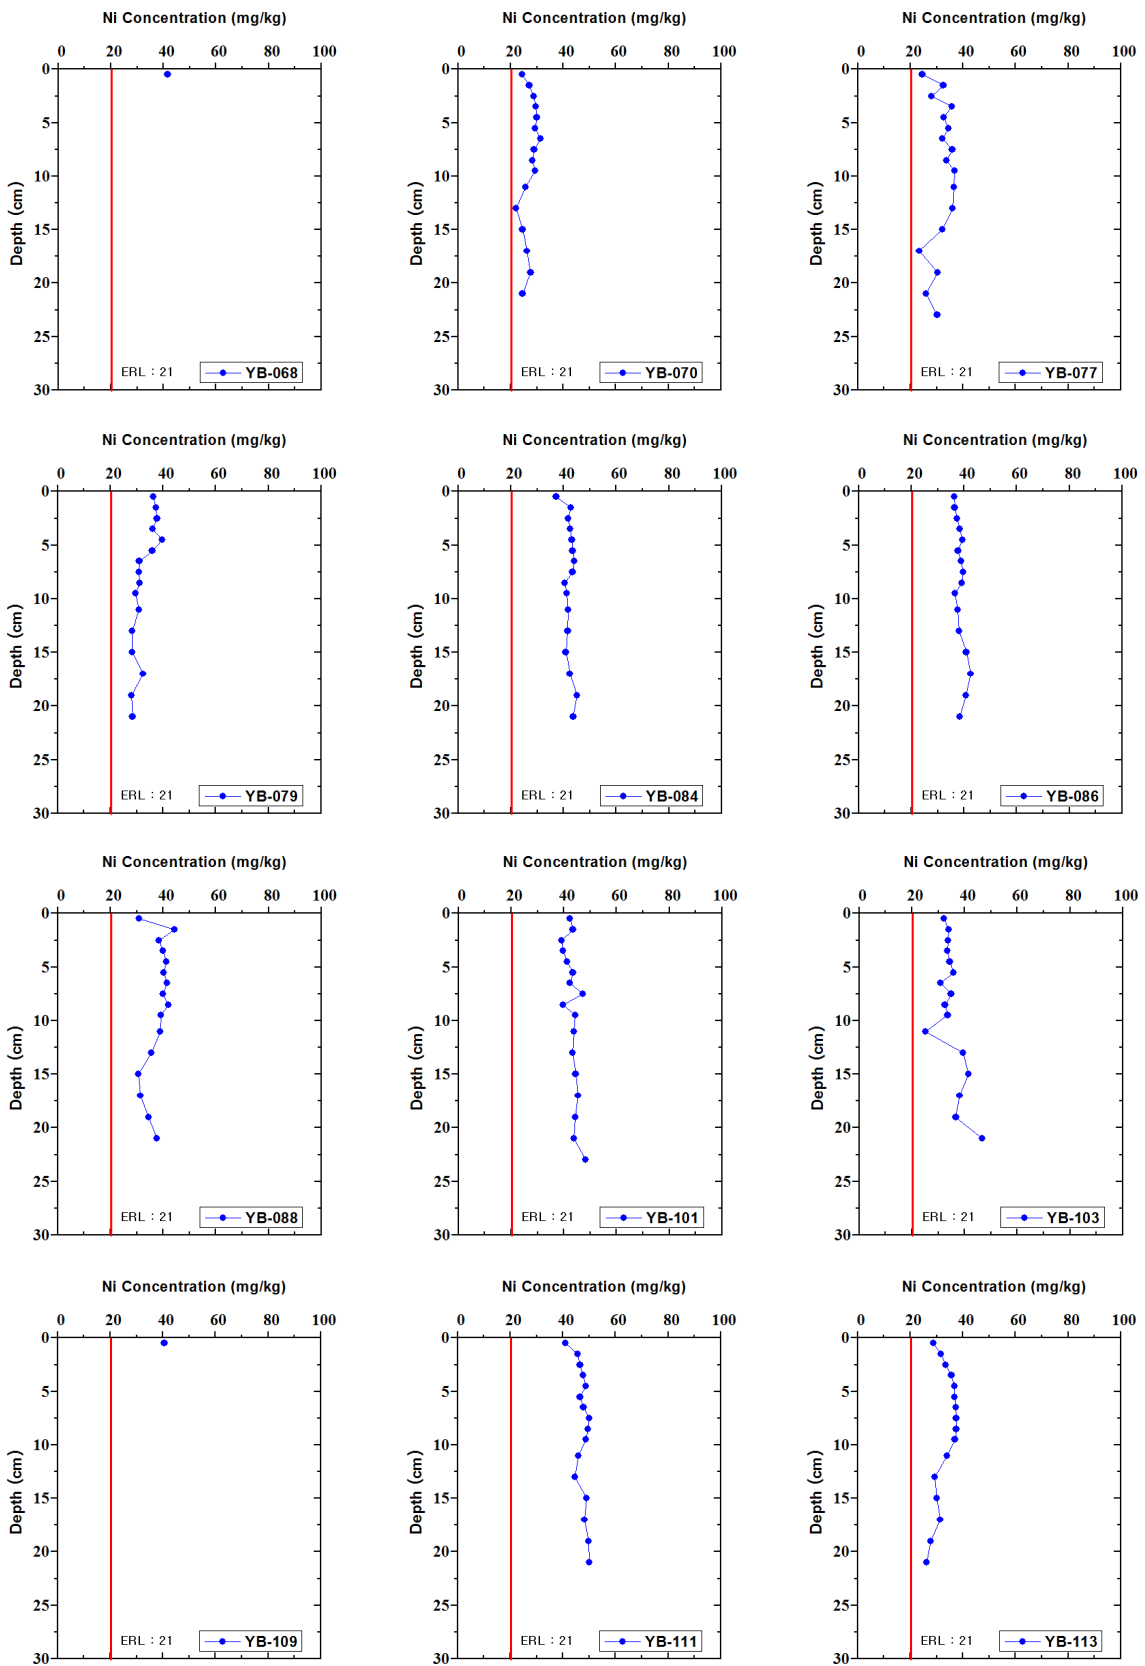 Ni Concentration (mg/kg) Ni Concentration (mg/kg) Ni Concentration (mg/kg)
0 20 40 60 80 100 0 20 40 60 80 100 0 20 40 60 80 100
0 0 0
5 5 5
10 10 10
Depth (cm) Depth (cm) Depth (cm)
15 15 15
20 20 20
25 25 25
ERL : 21 YB-068 ERL : 21 YB-070 ERL : 21 YB-077
30 30 30
Ni Concentration (mg/kg) Ni Concentration (mg/kg) Ni Concentration (mg/kg)
0 20 40 60 80 100 0 20 40 60 80 100 0 20 40 60 80 100
0 0 0
5 5 5
10 10 10
Depth (cm) Depth (cm) Depth (cm)
15 15 15
20 20 20
25 25 25
ERL : 21 YB-079 ERL : 21 YB-084 ERL : 21 YB-086
30 30 30
Ni Concentration (mg/kg) Ni Concentration (mg/kg) Ni Concentration (mg/kg)
0 20 40 60 80 100 0 20 40 60 80 100 0 20 40 60 80 100
0 0 0
5 5 5
10 10 10
Depth (cm) Depth (cm) Depth (cm)
15 15 15
20 20 20
25 25 25
ERL : 21 YB-088 ERL : 21 YB-101 ERL : 21 YB-103
30 30 30
Ni Concentration (mg/kg) Ni Concentration (mg/kg) Ni Concentration (mg/kg)
0 20 40 60 80 100 0 20 40 60 80 100 0 20 40 60 80 100
0 0 0
5 5 5
10 10 10
Depth (cm) Depth (cm) Depth (cm)
15 15 15
20 20 20
25 25 25
ERL : 21 YB-109 ERL : 21 YB-111 ERL : 21 YB-113
30 30 30